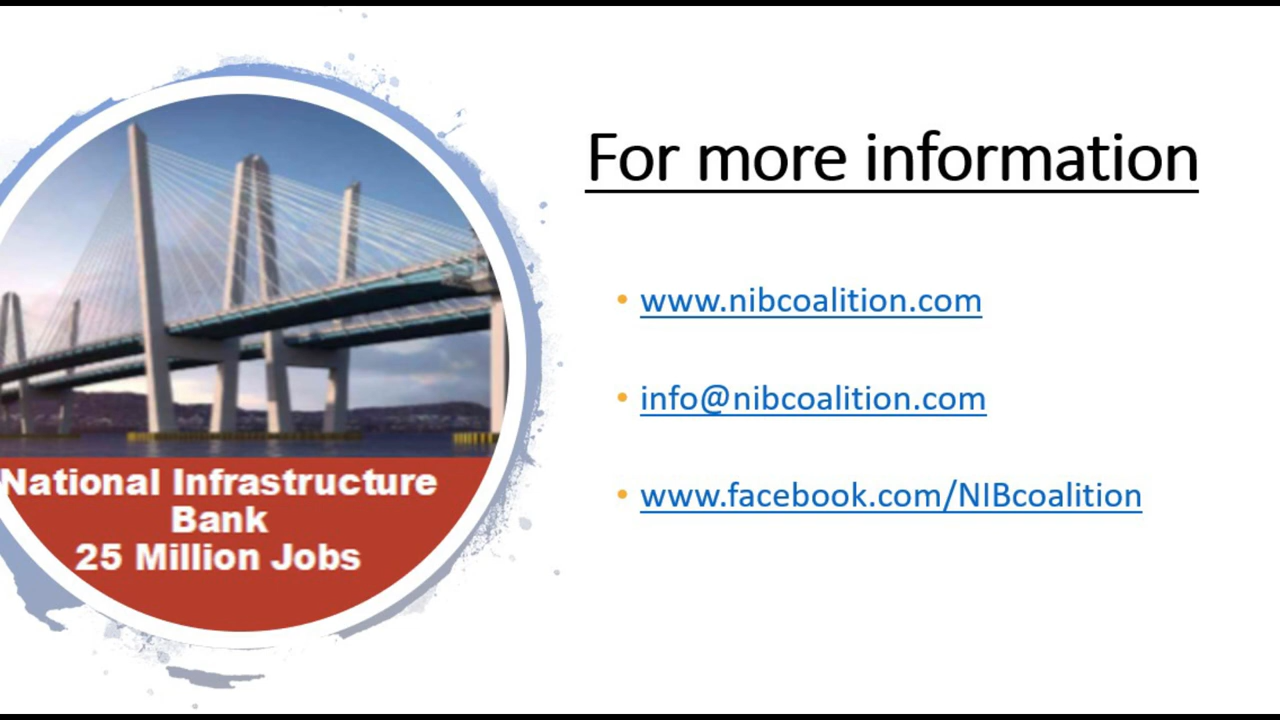 For more information
www.nibcoalition.com
info@nibcoalition.com
www.facebook.com/NIBcoalition
National Infrastructure
Bank
25 Million Jobs